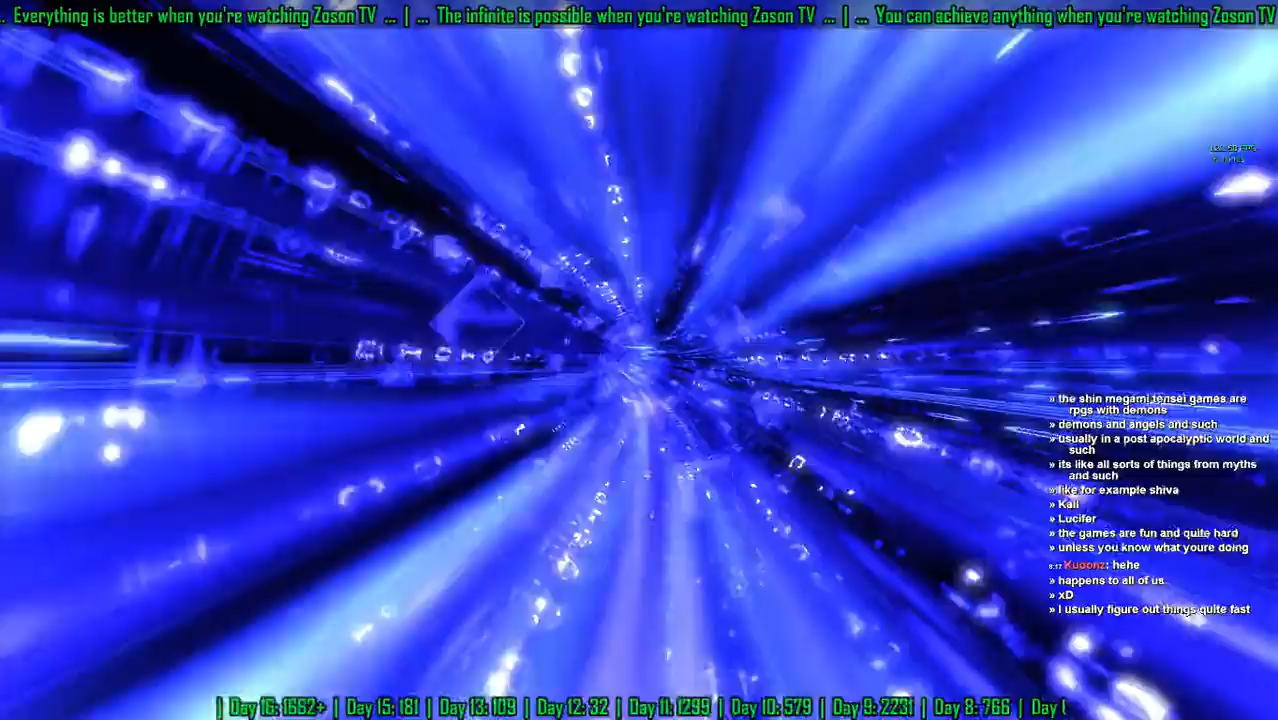 . Everything is better when you're watching Zoson TV ... | ... The infinite is possible when you're watching Zoson TV ... | ... You can achieve anything when you're watching Zoson TV
» the shin megami tensei games are
rpgs with demons
» demons and angels and such
» usually in a post apocalyptic world and
such
» its like all sorts of things from myths
and such
» like for example shiva
» Kali
» Lucifer
» the games are fun and quite hard
» unless you know what youre doing
8:17 Kuoonz: hehe
» happens to all of us
» xD
» I usually figure out things quite fast
| Day 16: 1662+ | Day 15: 181 | Day 13: 109 | Day 12: 32 | Day 11: 1299 | Day 10: 579 | Day 9: 2231 | Day 8: 766 | Day